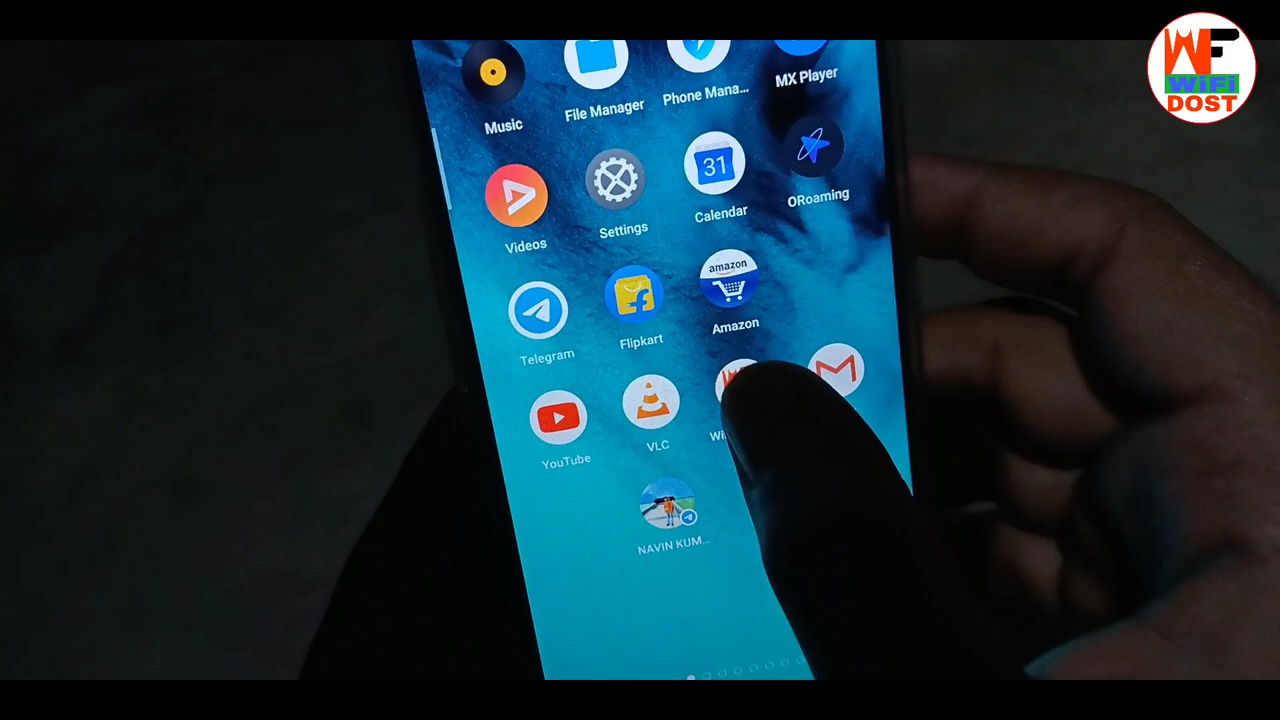 WF
WiFi
DOST
Music
File Manager
Phone Mana...
MX Player
Videos
Settings
31
Calendar
ORoaming
Telegram
Flipkart
amazon
Amazon
YouTube
VLC
NAVIN KUM...